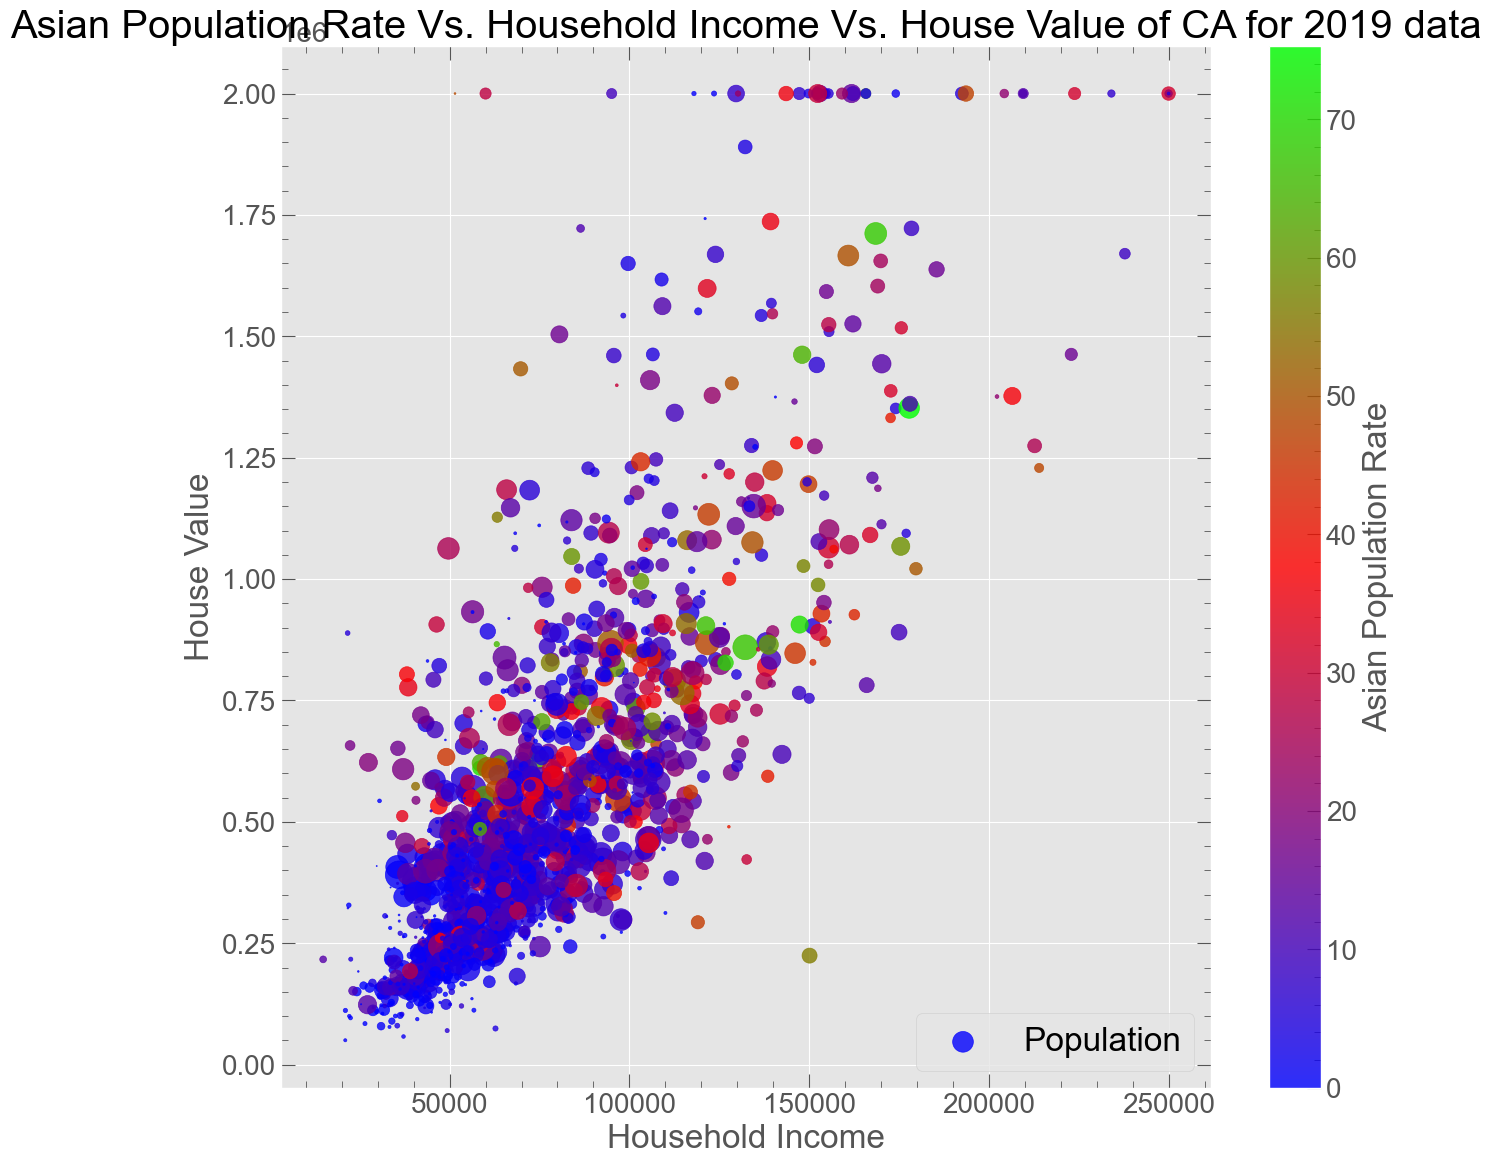 Asian Population Rate Vs. Household Income Vs. House Value of CA for 2019 data
1e6
2.00
1.75
1.50
1.25
1.00
0.75
0.50
0.25
0.00
House Value
50000 100000 150000 200000 250000
Household Income
Population
70
60
50
40
30
20
10
0
Asian Population Rate